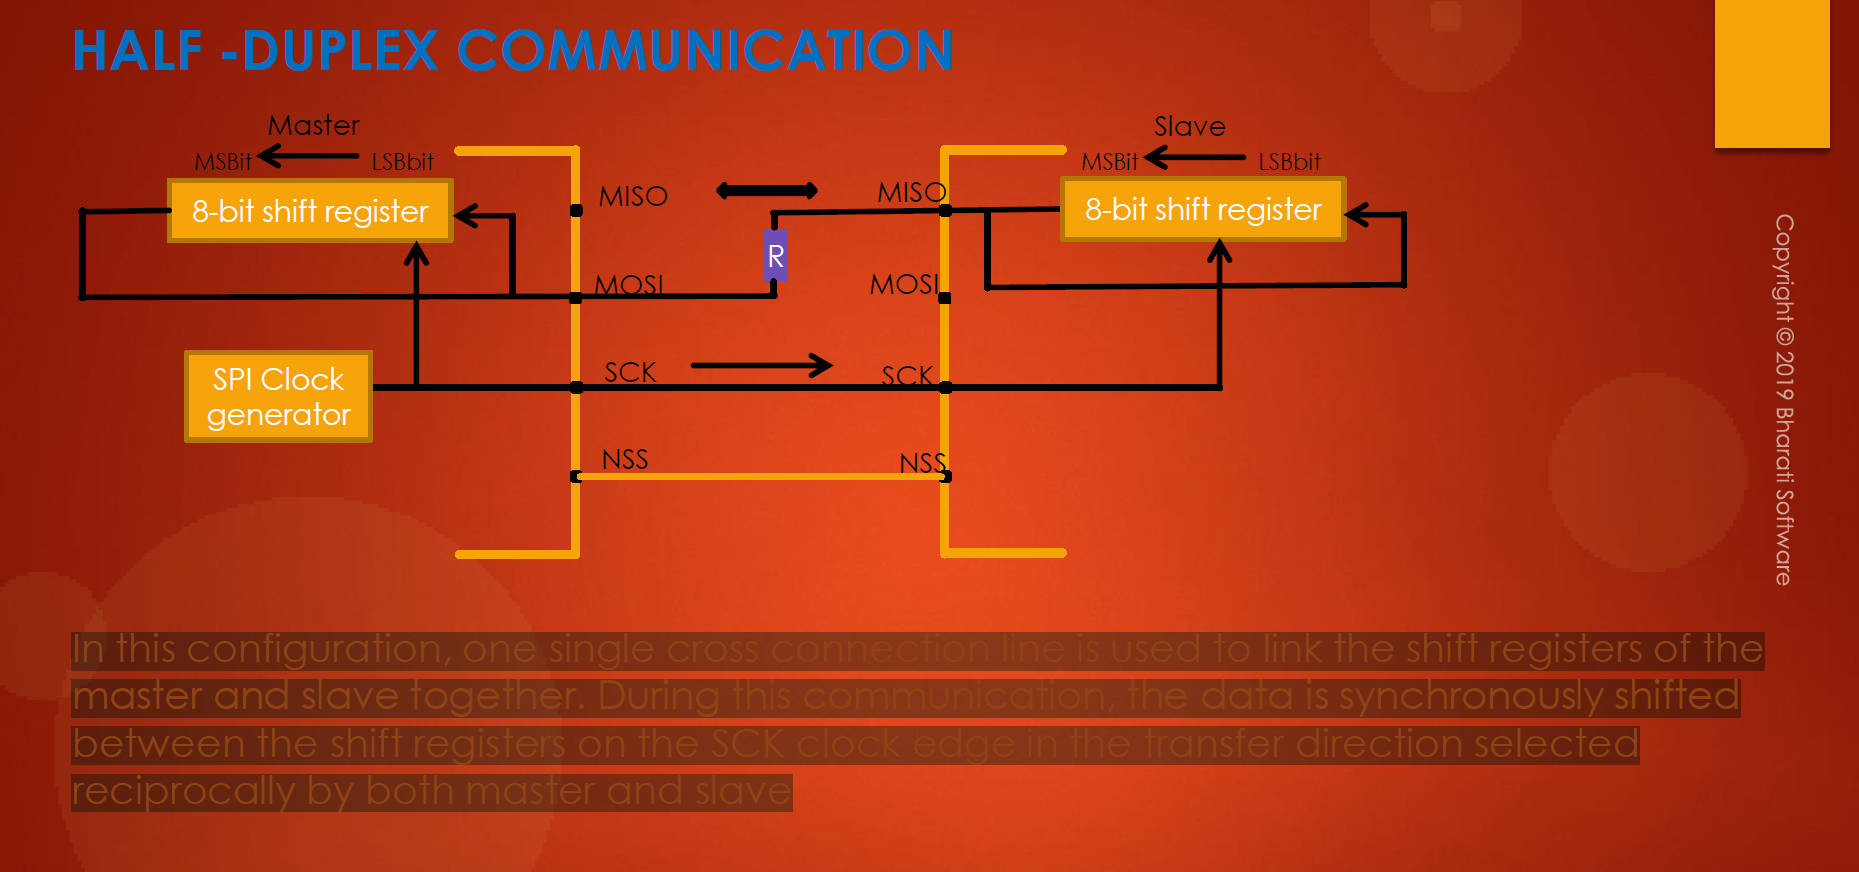 HALF -DUPLEX COMMUNICATION
Master
MSBit
LSBbit
8-bit shift register
Slave
MSBit
LSBbit
8-bit shift register
MISO
MISO
R
MOSI
MOSI
SPI Clock
generator
SCK
SCK
NSS
NSS
In this configuration, one single cross connection line is used to link the shift registers of the
master and slave together. During this communication, the data is synchronously shifted
between the shift registers on the SCK clock edge in the transfer direction selected
reciprocally by both master and slave
Copyright © 2019 Bharati Software